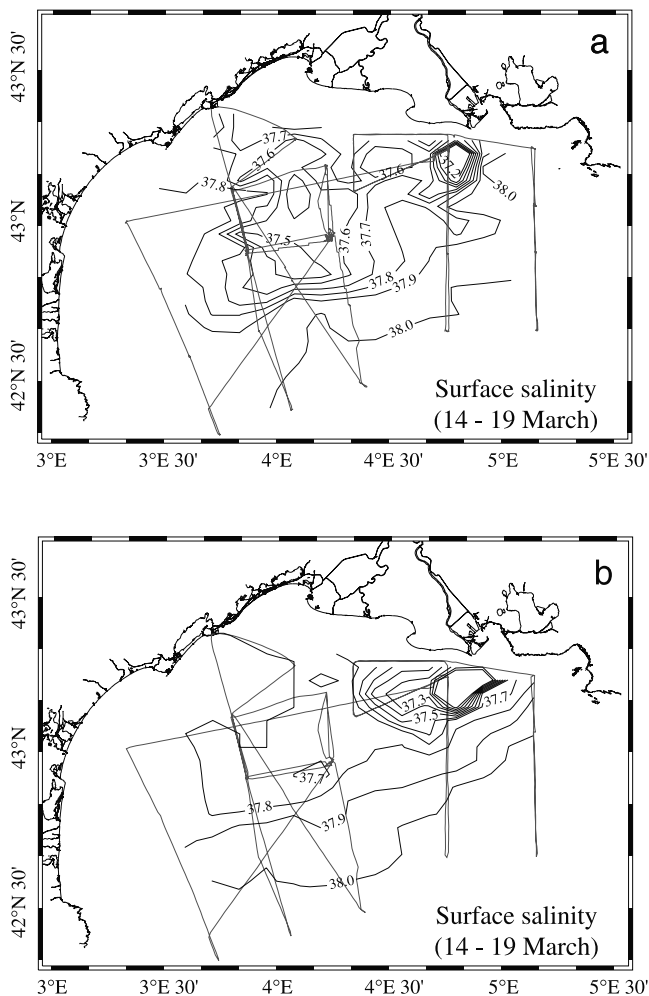 a
43°N 30'
37.7
37.6
37.6
37.2
37.8
38.0
43°N
37.5
37.6
37.7
37.8
37.9
38.0
42°N 30'
Surface salinity
(14 - 19 March)
3°E 3°E 30' 4°E 4°E 30' 5°E 5°E 30'
b
43°N 30'
37.3
37.7
37.5
43°N
37.7
37.8
37.9
38.0
42°N 30'
Surface salinity
(14 - 19 March)
3°E 3°E 30' 4°E 4°E 30' 5°E 5°E 30'